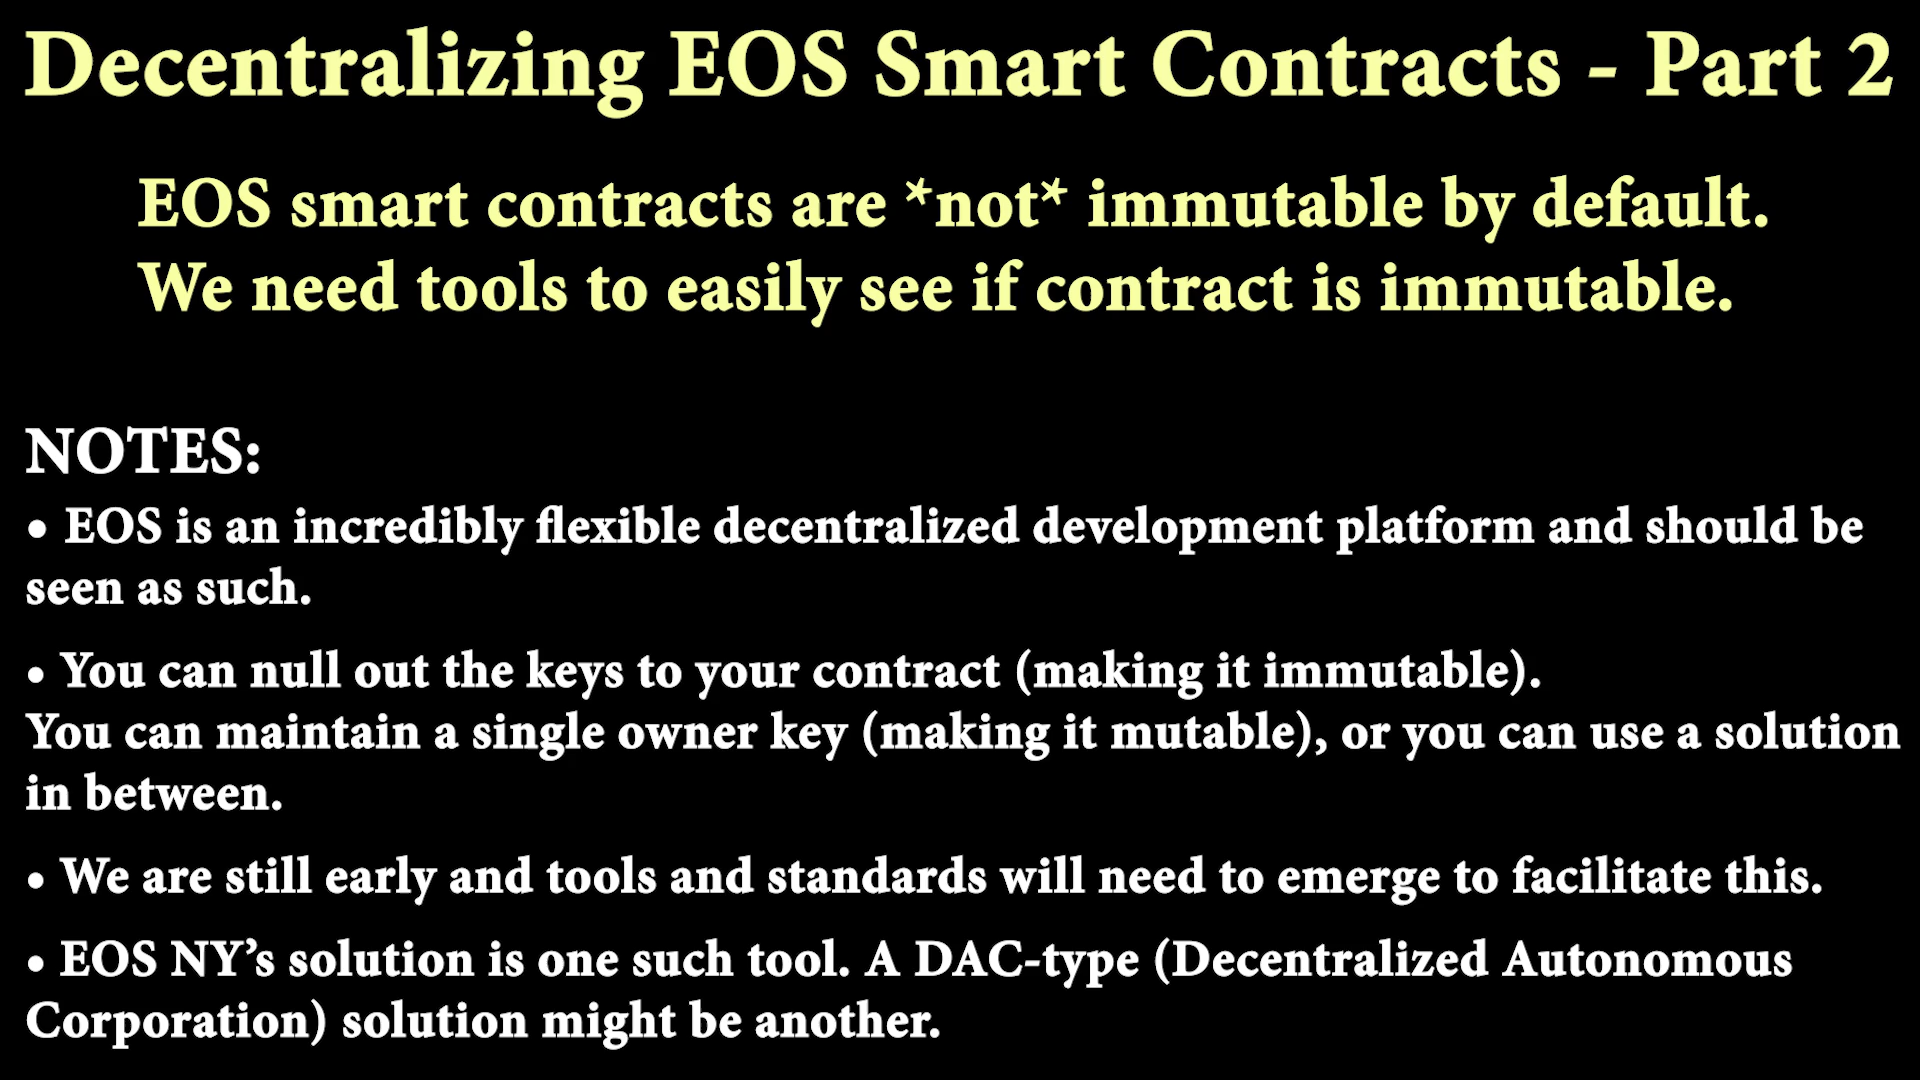 Decentralizing EOS Smart Contracts - Part 2
EOS smart contracts are *not* immutable by default.
We need tools to easily see if contract is immutable.
NOTES:
• EOS is an incredibly flexible decentralized development platform and should be
seen as such.
• You can null out the keys to your contract (making it immutable).
You can maintain a single owner key (making it mutable), or you can use a solution
in between.
• We are still early and tools and standards will need to emerge to facilitate this.
• EOS NY’s solution is one such tool. A DAC-type (Decentralized Autonomous
Corporation) solution might be another.